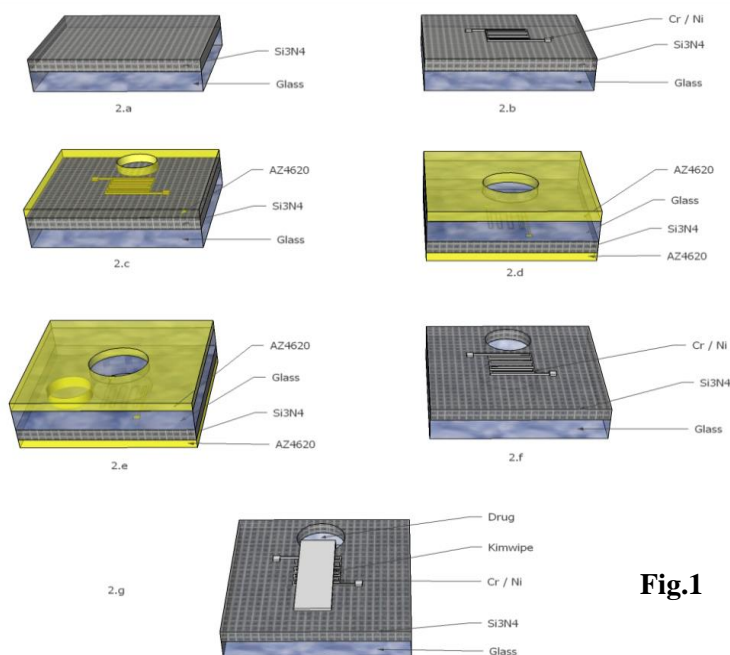 Si3N4
Glass
2.a
Cr / Ni
Si3N4
Glass
2.b
AZ4620
Si3N4
Glass
2.c
AZ4620
Glass
Si3N4
AZ4620
2.d
AZ4620
Glass
Si3N4
AZ4620
2.e
Cr / Ni
Si3N4
Glass
2.f
Drug
Kimwipe
Cr / Ni
Si3N4
Glass
2.g
Fig.1